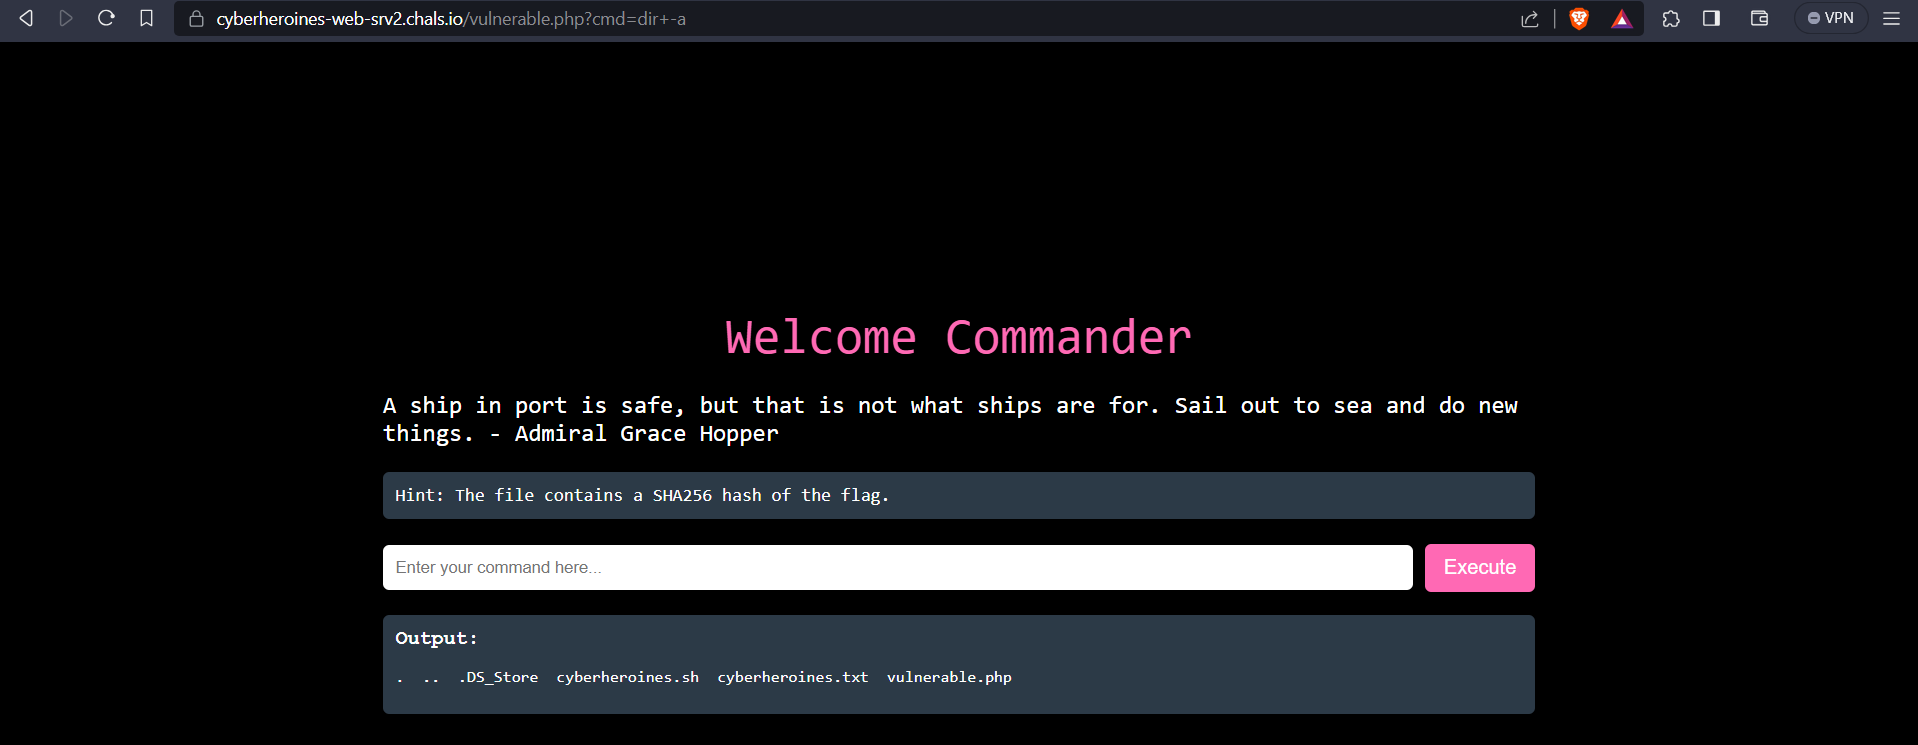 cyberheroines-web-srv2.chals.io/vulnerable.php?cmd=dir+-a
VPN
Welcome Commander
A ship in port is safe, but that is not what ships are for. Sail out to sea and do new
things. - Admiral Grace Hopper
Hint: The file contains a SHA256 hash of the flag.
Enter your command here...
Execute
Output:
.  ..  .DS_Store  cyberheroines.sh  cyberheroines.txt  vulnerable.php